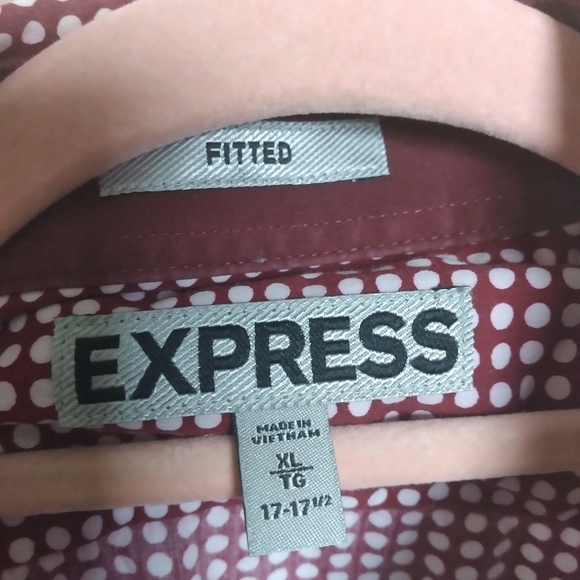 FITTED
EXPRESS
MADE IN
VIETNAM
XL
TG
17-17 1/2